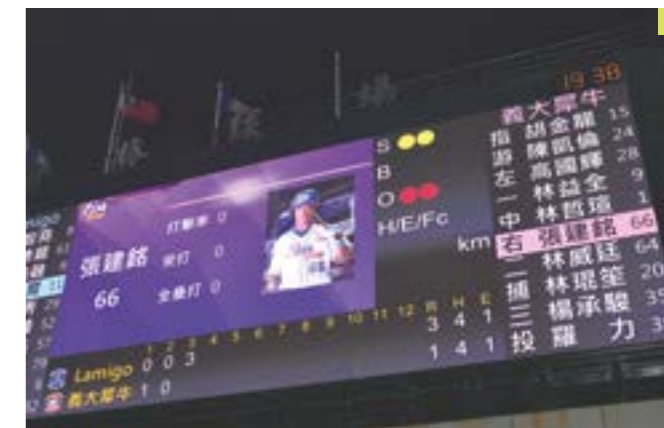 19:38
義大犀牛
指 胡金龍 15
游 陳凱倫 24
左 高國輝 28
一 林益全 9
中 林哲瑄 1
右 張建銘 66
二 林威廷 64
捕 林琨笙 20
三 楊承駿
投 羅力
S
B
O
H/E/Fc
km
打擊率 0
張建銘 安打 0
66 全壘打 0
1 2 3 4 5 6 7 8 9 10 11 12 R H E
Lamigo 0 0 3 3 4 1
義大犀牛 1 0 1 4 1